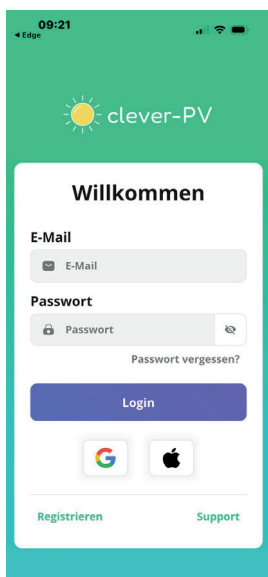 09:21
◄ Edge
clever-PV
Willkommen
E-Mail
E-Mail
Passwort
Passwort
Passwort vergessen?
Login
G
Registrieren Support